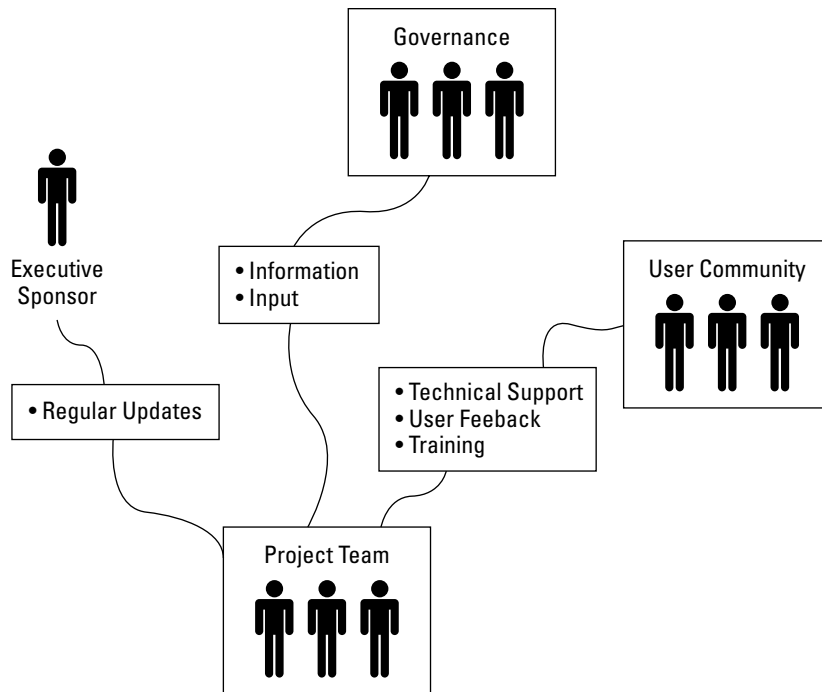 Governance
Executive
Sponsor
• Information
• Input
User Community
• Regular Updates
• Technical Support
• User Feeback
• Training
Project Team